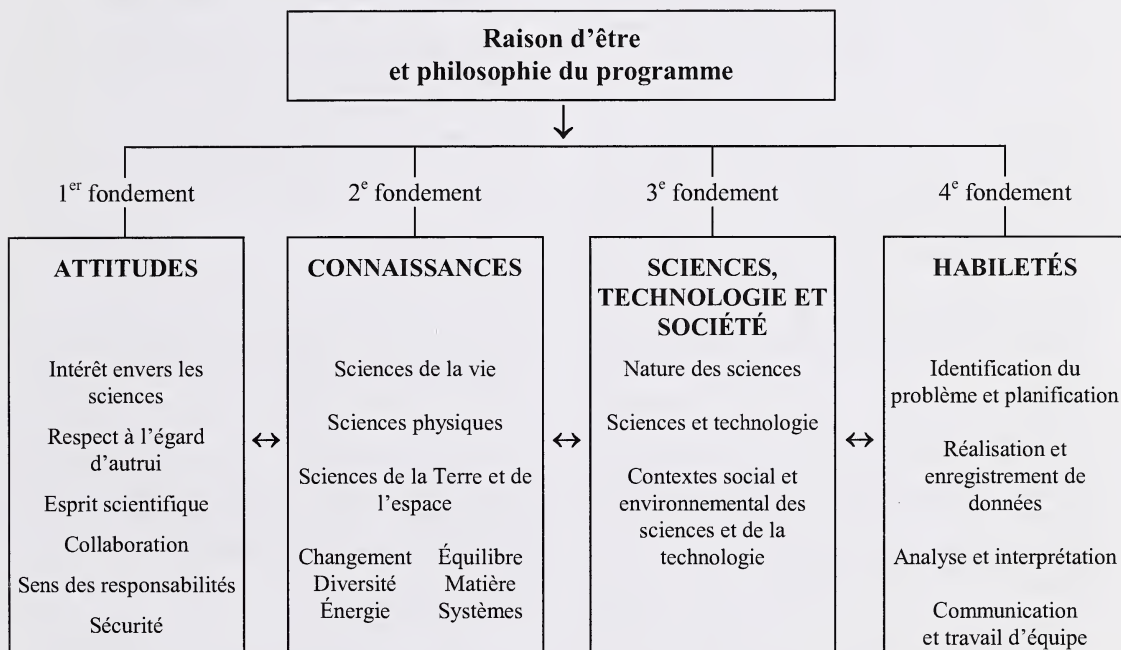 Raison d'être
et philosophie du programme
↓
1er fondement
2e fondement
3e fondement
4e fondement
ATTITUDES
Intérêt envers les
sciences
Respect à l'égard
d'autrui
Esprit scientifique
Collaboration
Sens des responsabilités
Sécurité
↔
CONNAISSANCES
Sciences de la vie
Sciences physiques
Sciences de la Terre et de
l'espace
Changement Équilibre
Diversité Matière
Énergie Systèmes
↔
SCIENCES,
TECHNOLOGIE ET
SOCIÉTÉ
Nature des sciences
Sciences et technologie
Contextes social et
environnemental des
sciences et de la
technologie
↔
HABILETÉS
Identification du
problème et planification
Réalisation et
enregistrement de
données
Analyse et interprétation
Communication
et travail d'équipe